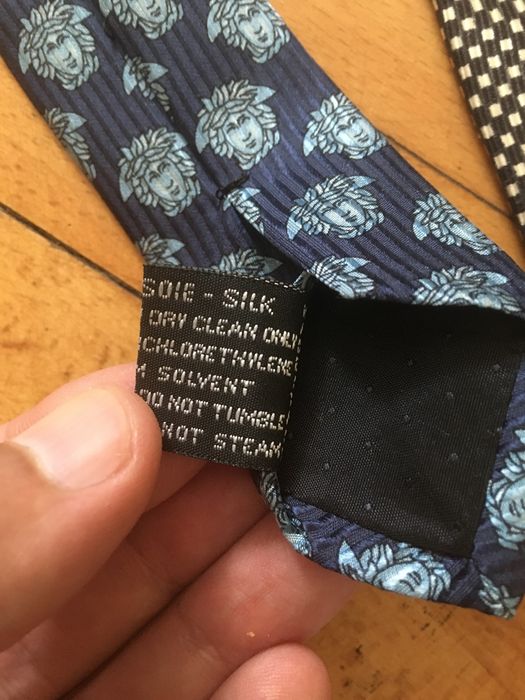 SOIE - SILK
DRY CLEAN ONLY
CHLORETHYLENE
SOLVENT
DO NOT TUMBLE
NOT STEAM